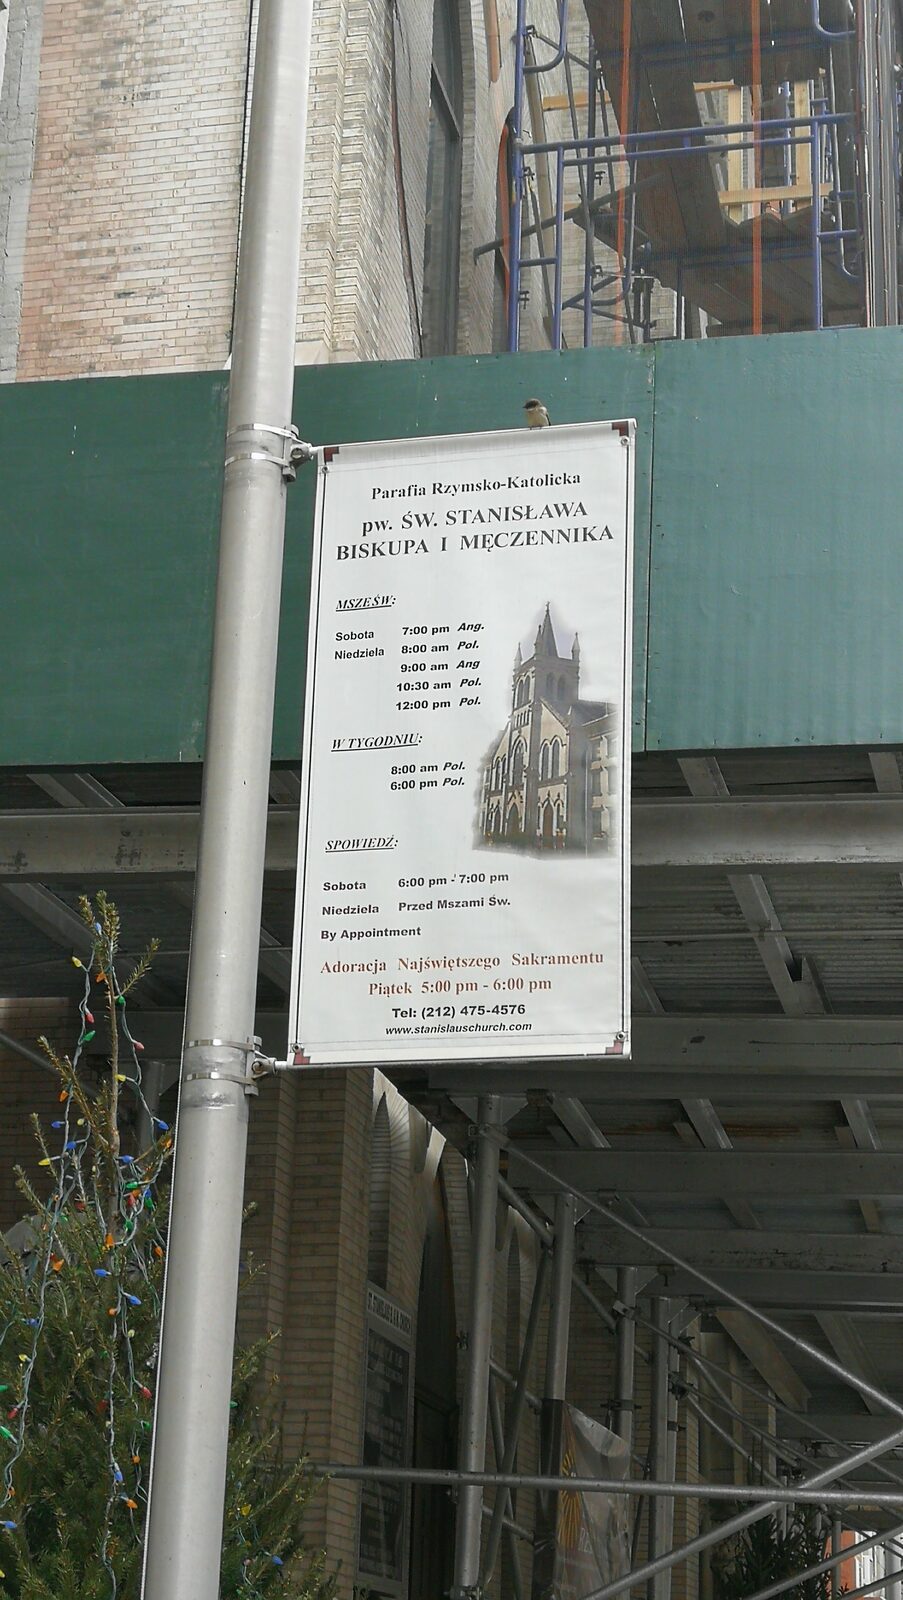 Parafia Rzymsko-Katolicka
pw. ŚW. STANISŁAWA
BISKUPA I MĘCZENNIKA
MSZEŚW:
Sobota 7:00 pm Ang.
Niedziela 8:00 am Pol.
9:00 am Ang
10:30 am Pol.
12:00 pm Pol.
W TYGODNIU:
8:00 am Pol.
6:00 pm Pol.
SPOWIEDŹ:
Sobota 6:00 pm - 7:00 pm
Niedziela Przed Mszami Św.
By Appointment
Adoracja Najświętszego Sakramentu
Piątek 5:00 pm - 6:00 pm
Tel: (212) 475-4576
www.stanislauschurch.com